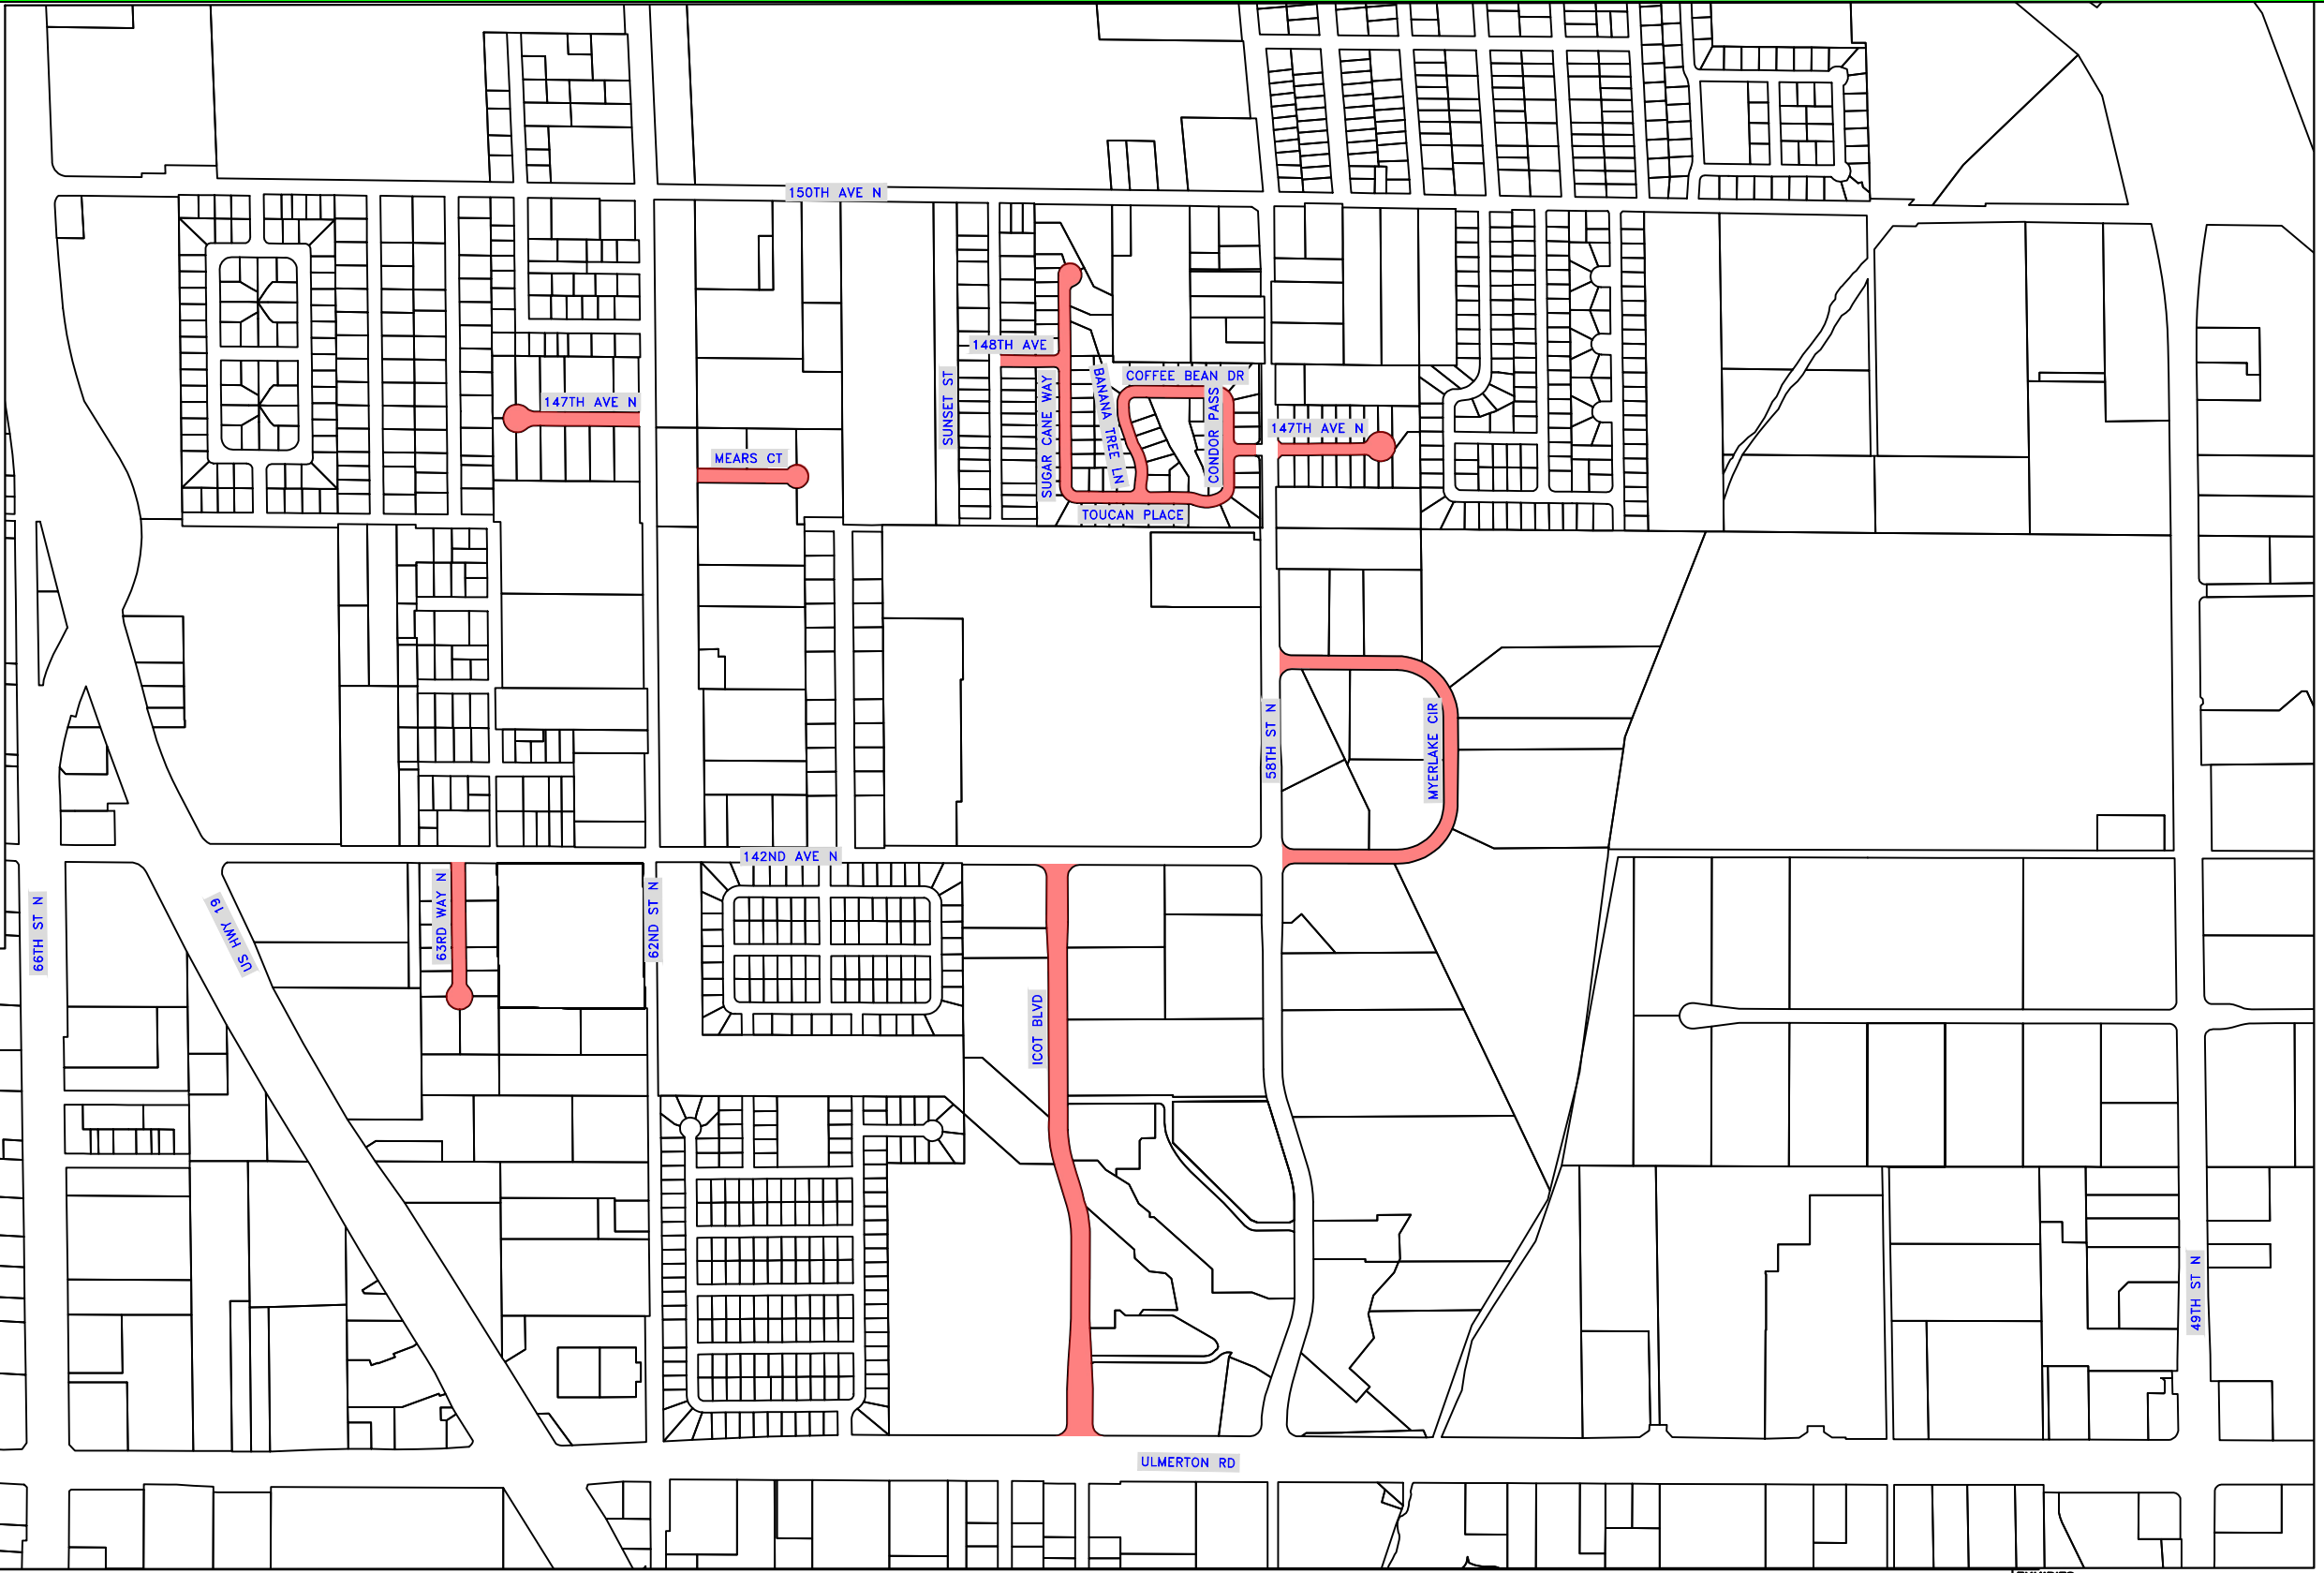 150TH AVE N
148TH AVE
SUNSET ST
SUGAR CANE WAY
BANANA TREE LN
COFFEE BEAN DR
CONDOR PASS
147TH AVE N
147TH AVE N
MEARS CT
TOUCAN PLACE
58TH ST N
MYERLAKE CIR
142ND AVE N
66TH ST N
US HWY 19
63RD WAY N
62ND ST N
ICOT BLVD
49TH ST N
ULMERTON RD